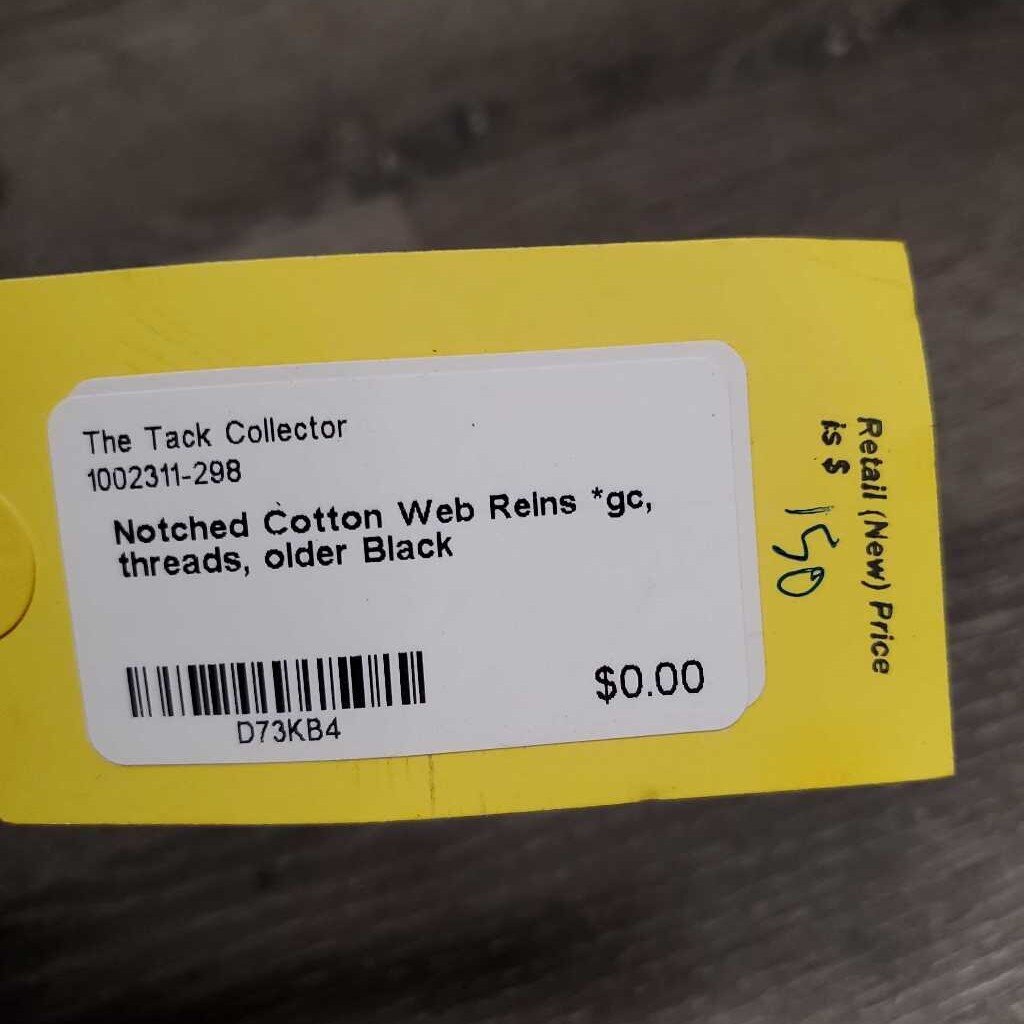 The Tack Collector
1002311-298
Notched Cotton Web Reins *gc,
threads, older Black
D73KB4
$0.00
Retail (New) Price
is $ 150